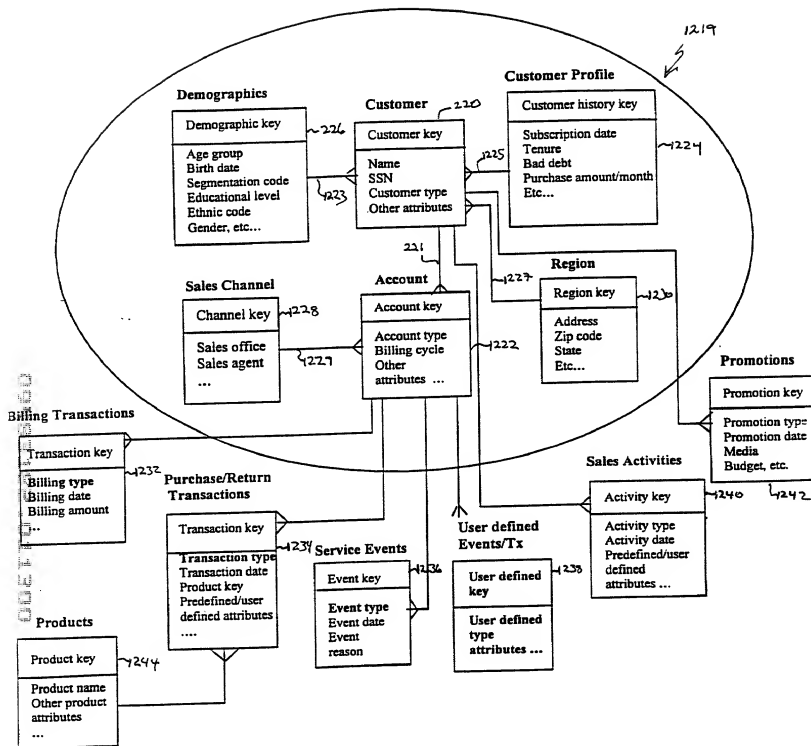 1219
Demographics
Demographic key
Age group
Birth date
Segmentation code
Educational level
Ethnic code
Gender, etc...
226
1223
Customer
220
Customer key
Name
SSN
Customer type
Other attributes
Customer Profile
Customer history key
Subscription date
Tenure
Bad debt
Purchase amount/month
Etc...
1225
1224
221
1227
Sales Channel
Channel key
Sales office
Sales agent
...
1228
1229
Account
Account key
Account type
Billing cycle
Other
attributes ...
1222
Region
Region key
Address
Zip code
State
Etc...
1230
Promotions
Promotion key
Promotion type
Promotion date
Media
Budget, etc.
1242
Billing Transactions
Transaction key
Billing type
Billing date
Billing amount
...
1232
Purchase/Return
Transactions
Transaction key
Transaction type
Transaction date
Product key
Predefined/user
defined attributes
....
1234
Service Events
Event key
Event type
Event date
Event
reason
1236
User defined
Events/Tx
User defined
key
User defined
type
attributes ...
1238
Sales Activities
Activity key
Activity type
Activity date
Predefined/user
defined
attributes ...
1240
Products
Product key
Product name
Other product
attributes
...
1244